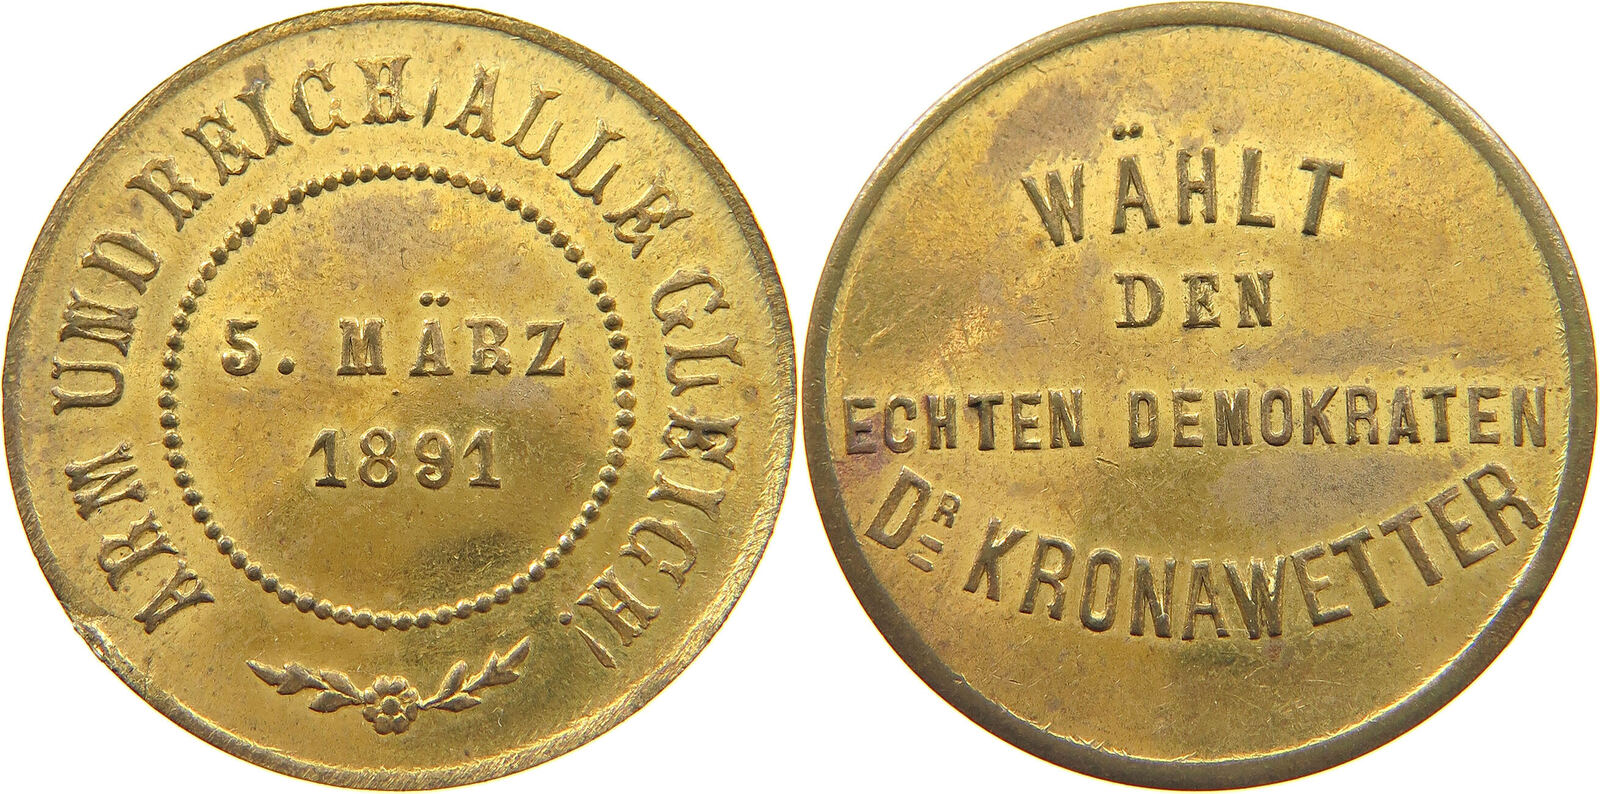 ARM UND REICH, ALLE GLEICH!
5. MÄRZ
1891
WÄHLT
DEN
ECHTEN DEMOKRATEN
DR KRONAWETTER